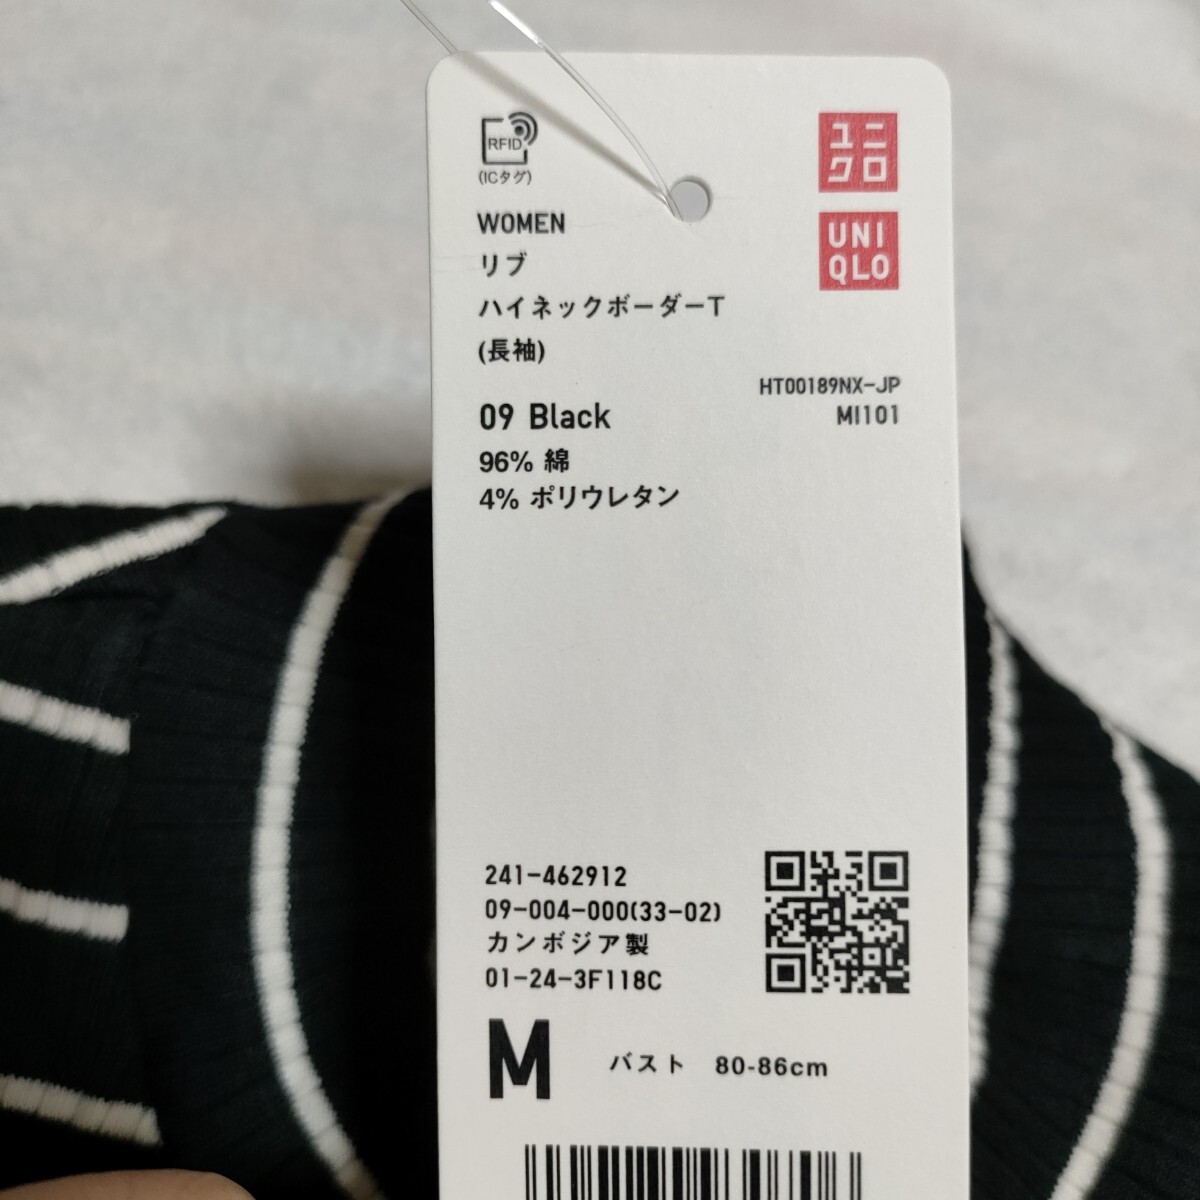 RFID
(ICタグ)
ユニ
クロ
UNI
QLO
WOMEN
リブ
ハイネックボーダーT
(長袖)
HT00189NX-JP
MI101
09 Black
96% 綿
4% ポリウレタン
241-462912
09-004-000(33-02)
カンボジア製
01-24-3F118C
M バスト 80-86cm